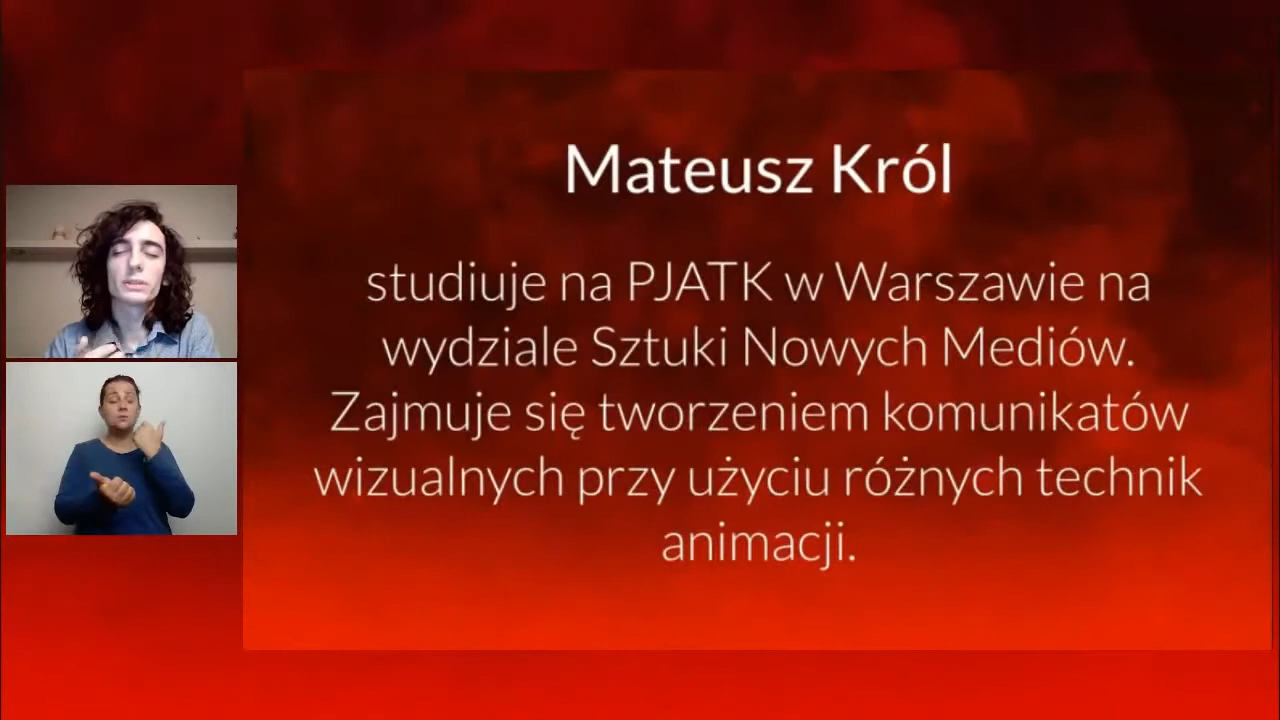 Mateusz Król
studiuje na PJATK w Warszawie na
wydziale Sztuki Nowych Mediów.
Zajmuje się tworzeniem komunikatów
wizualnych przy użyciu różnych technik
animacji.